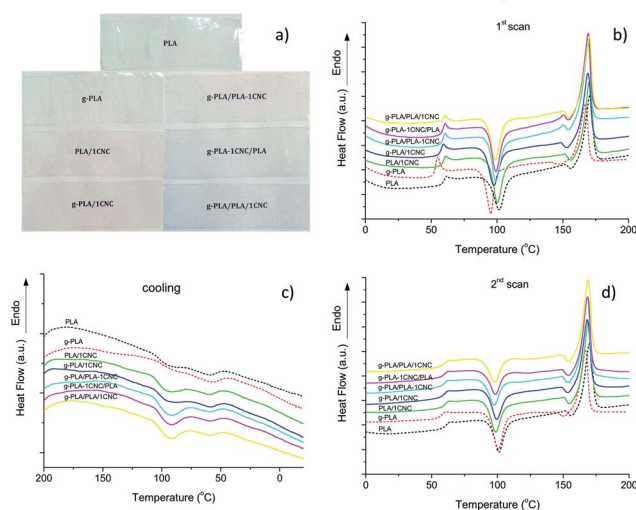 a)
PLA
g-PLA
g-PLA/PLA-1CNC
PLA/1CNC
g-PLA-1CNC/PLA
g-PLA/1CNC
g-PLA/PLA/1CNC
b)
1st scan
Endo
Heat Flow (a.u.)
g-PLA/PLA/1CNC
g-PLA-1CNC/PLA
g-PLA/PLA-1CNC
g-PLA/1CNC
PLA/1CNC
g-PLA
PLA
0 50 100 150 200
Temperature (°C)
c)
cooling
Endo
Heat Flow (a.u.)
PLA
g-PLA
PLA/1CNC
g-PLA/1CNC
g-PLA/PLA-1CNC
g-PLA-1CNC/PLA
g-PLA/PLA/1CNC
200 150 100 50 0
Temperature (°C)
d)
2nd scan
Endo
Heat Flow (a.u.)
g-PLA/PLA/1CNC
g-PLA-1CNC/PLA
g-PLA/PLA-1CNC
g-PLA/1CNC
PLA/1CNC
g-PLA
PLA
0 50 100 150 200
Temperature (°C)